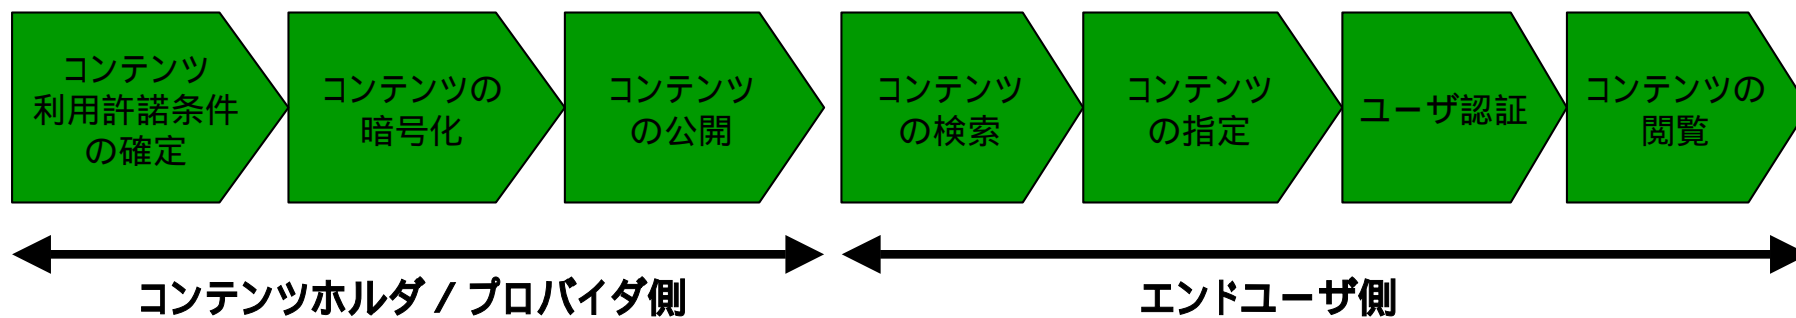 コンテンツ
利用許諾条件
の確定
コンテンツの
暗号化
コンテンツ
の公開
コンテンツ
の検索
コンテンツ
の指定
ユーザ認証
コンテンツの
閲覧
コンテンツホルダ / プロバイダ側
エンドユーザ側